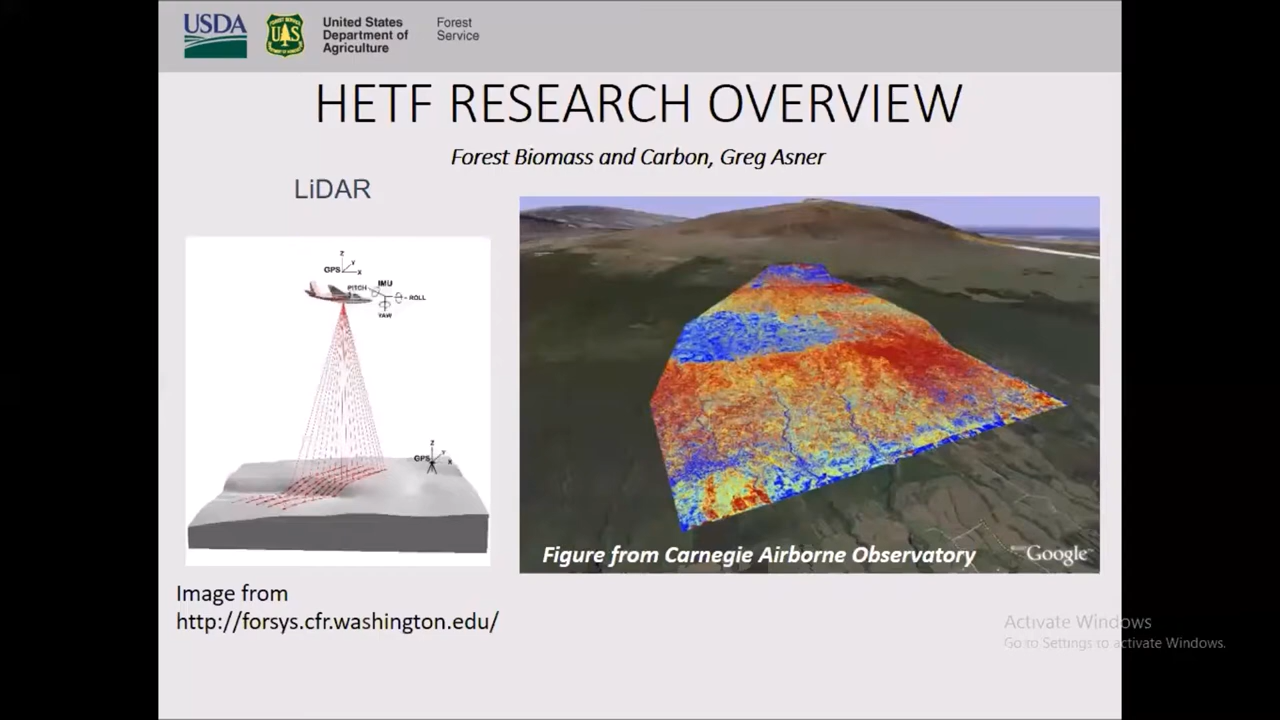 USDA
United States
Department of
Agriculture
Forest
Service
HETF RESEARCH OVERVIEW
Forest Biomass and Carbon, Greg Asner
LiDAR
Z
Y
GPS
X
IMU
PITCH
ROLL
YAW
Z
Y
GPS
X
Figure from Carnegie Airborne Observatory
Google
Image from
http://forsys.cfr.washington.edu/
Activate Windows
Go to Settings to activate Windows.